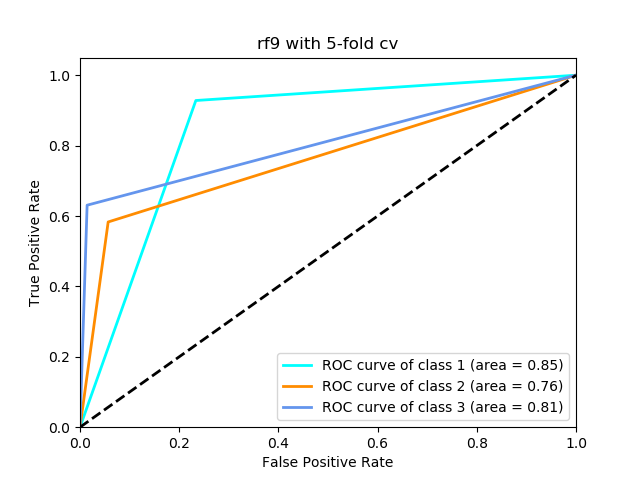 rf9 with 5-fold cv
1.0
0.8
0.6
0.4
0.2
0.0
True Positive Rate
ROC curve of class 1 (area = 0.85)
ROC curve of class 2 (area = 0.76)
ROC curve of class 3 (area = 0.81)
0.0 0.2 0.4 0.6 0.8 1.0
False Positive Rate